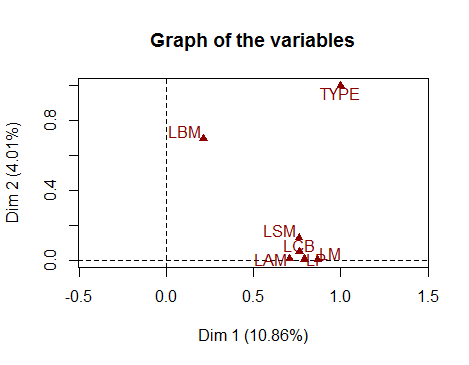 Graph of the variables
Dim 2 (4.01%)
0.8
0.4
0.0
TYPE
LBM
LSM
LCB
LAM
LP
LM
-0.5
0.0
0.5
1.0
1.5
Dim 1 (10.86%)